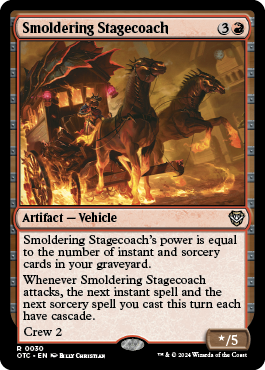 Smoldering Stagecoach 3
Artifact — Vehicle
Smoldering Stagecoach's power is equal
to the number of instant and sorcery
cards in your graveyard.
Whenever Smoldering Stagecoach
attacks, the next instant spell and the
next sorcery spell you cast this turn each
have cascade.
Crew 2
*/5
R 0030
OTC • EN Billy Christian
™ & © 2024 Wizards of the Coast